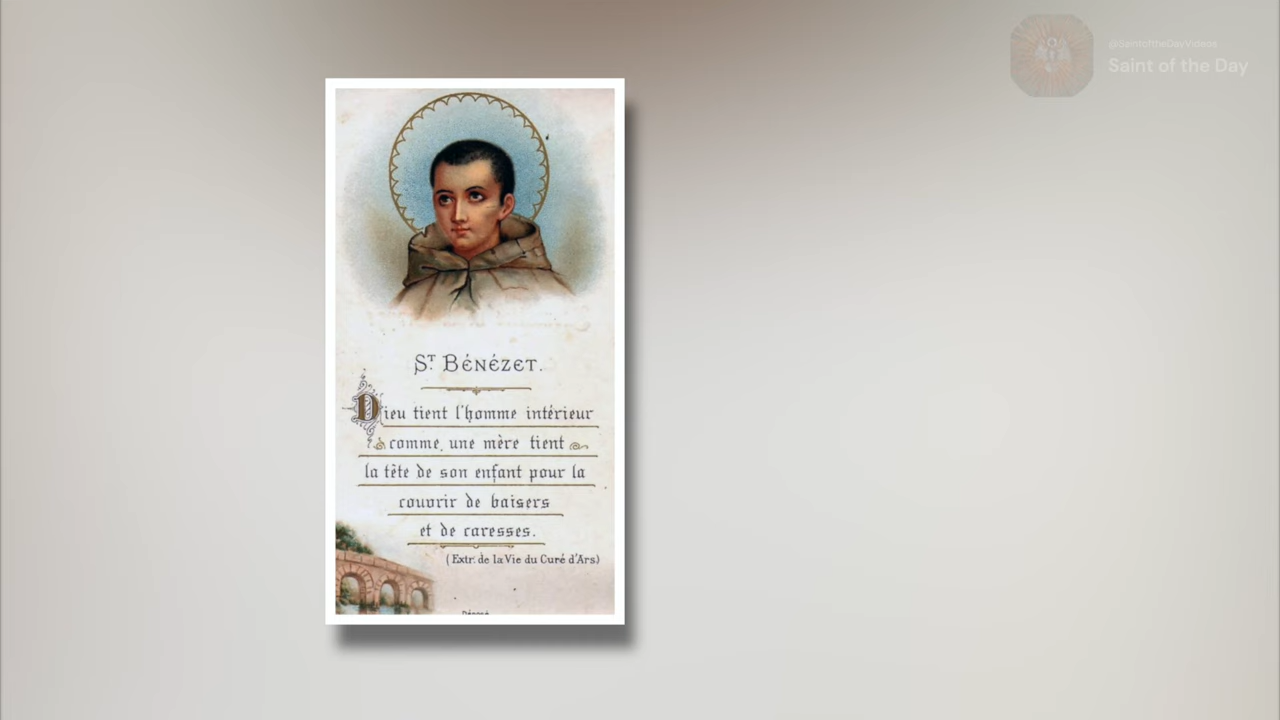 @SaintoftheDayVideos
Saint of the Day
ST BÉNÉZET.
Dieu tient l'homme intérieur
comme, une mère tient
la tête de son enfant pour la
couvrir de baisers
et de caresses.
(Extr. de la Vie du Curé d'Ars)